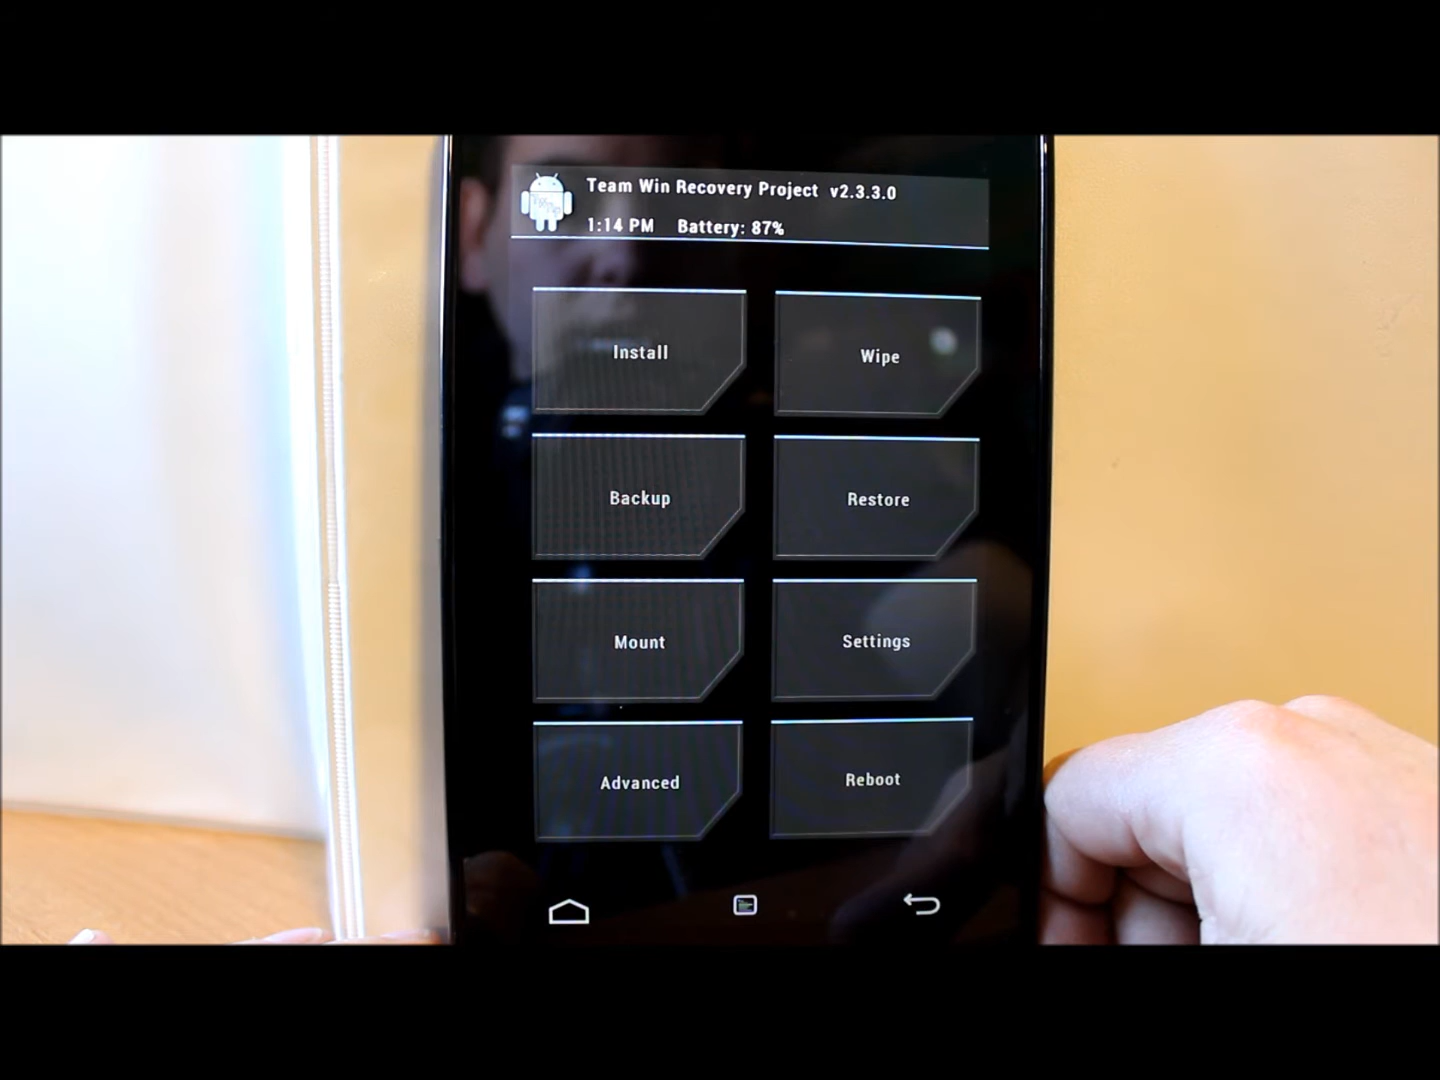 Team Win Recovery Project v2.3.3.0
1:14 PM Battery: 87%
Install
Wipe
Backup
Restore
Mount
Settings
Advanced
Reboot